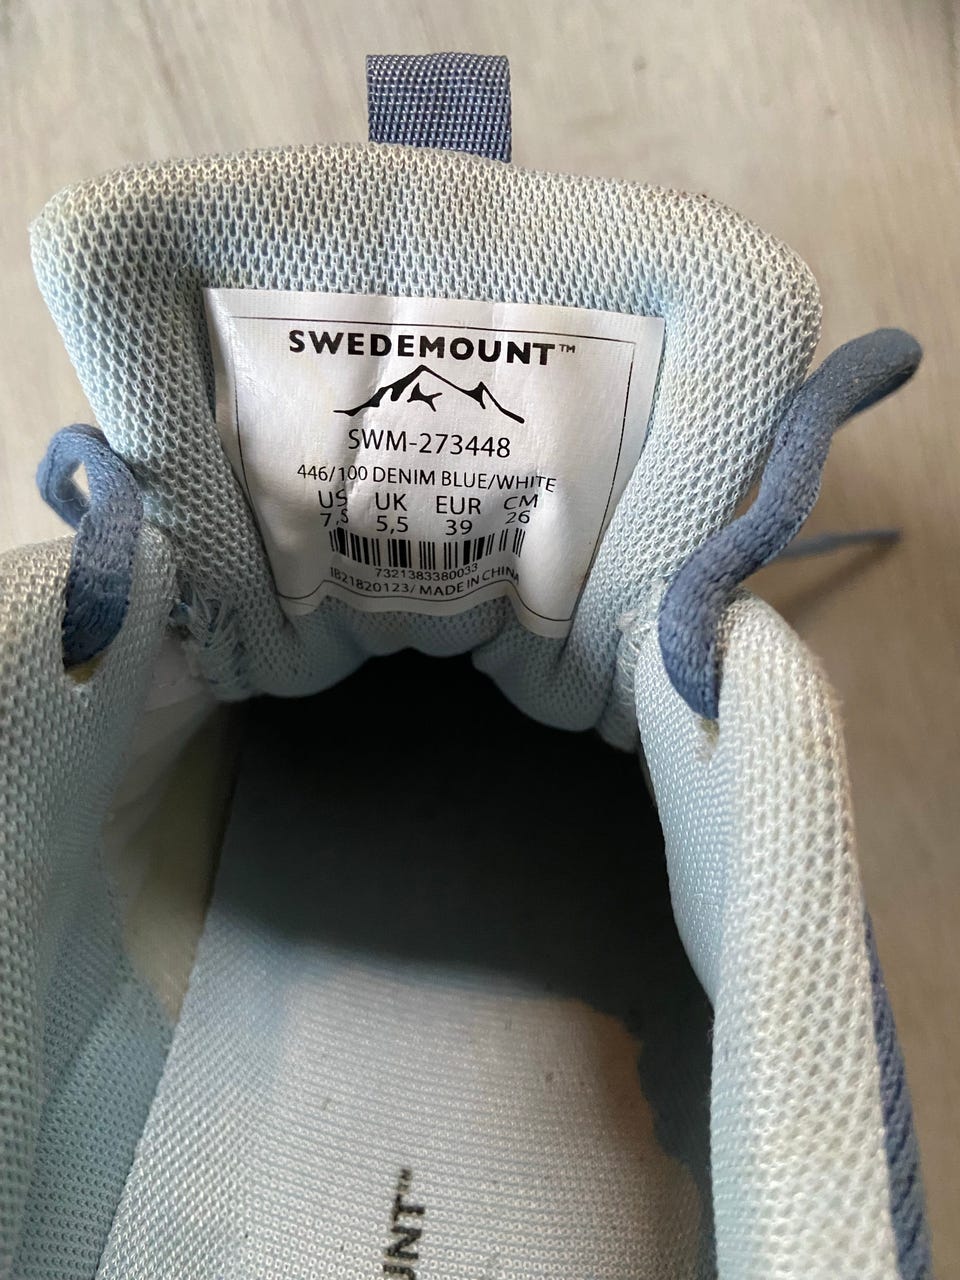 SWEDEMOUNT™
SWM-273448
446/100 DENIM BLUE/WHITE
US UK EUR CM
7,5 5,5 39 26
7321383380033
IB21820123/ MADE IN CHINA
UNT™